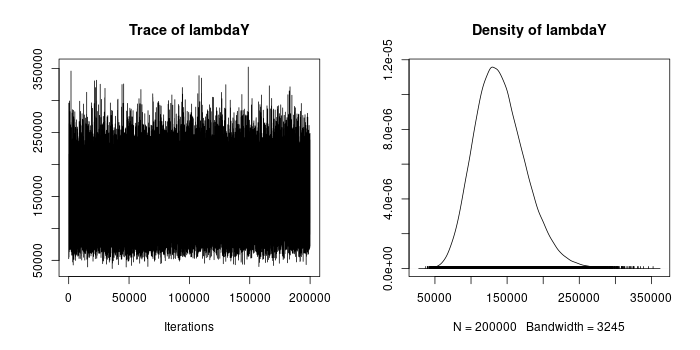 Trace of lambdaY
50000 150000 250000 350000
0 50000 100000 150000 200000
Iterations
Density of lambdaY
0.0e+00 4.0e-06 8.0e-06 1.2e-05
50000 150000 250000 350000
N = 200000 Bandwidth = 3245